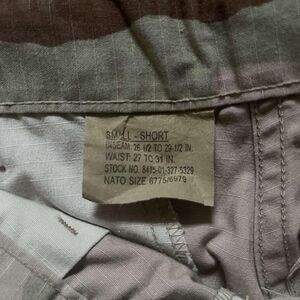 SMALL - SHORT
INSEAM: 26 1/2 TO 29-1/2 IN.
WAIST: 27 TO 31 IN.
STOCK NO. 8415-01-327-5329
NATO SIZE 6775/6979